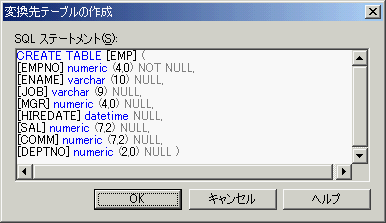 変換先テーブルの作成
SQL ステートメント(S):
CREATE TABLE [EMP] (
[EMPNO] numeric (4,0) NOT NULL,
[ENAME] varchar (10) NULL,
[JOB] varchar (9) NULL,
[MGR] numeric (4,0) NULL,
[HIREDATE] datetime NULL,
[SAL] numeric (7,2) NULL,
[COMM] numeric (7,2) NULL,
[DEPTNO] numeric (2,0) NULL )
OK キャンセル ヘルプ